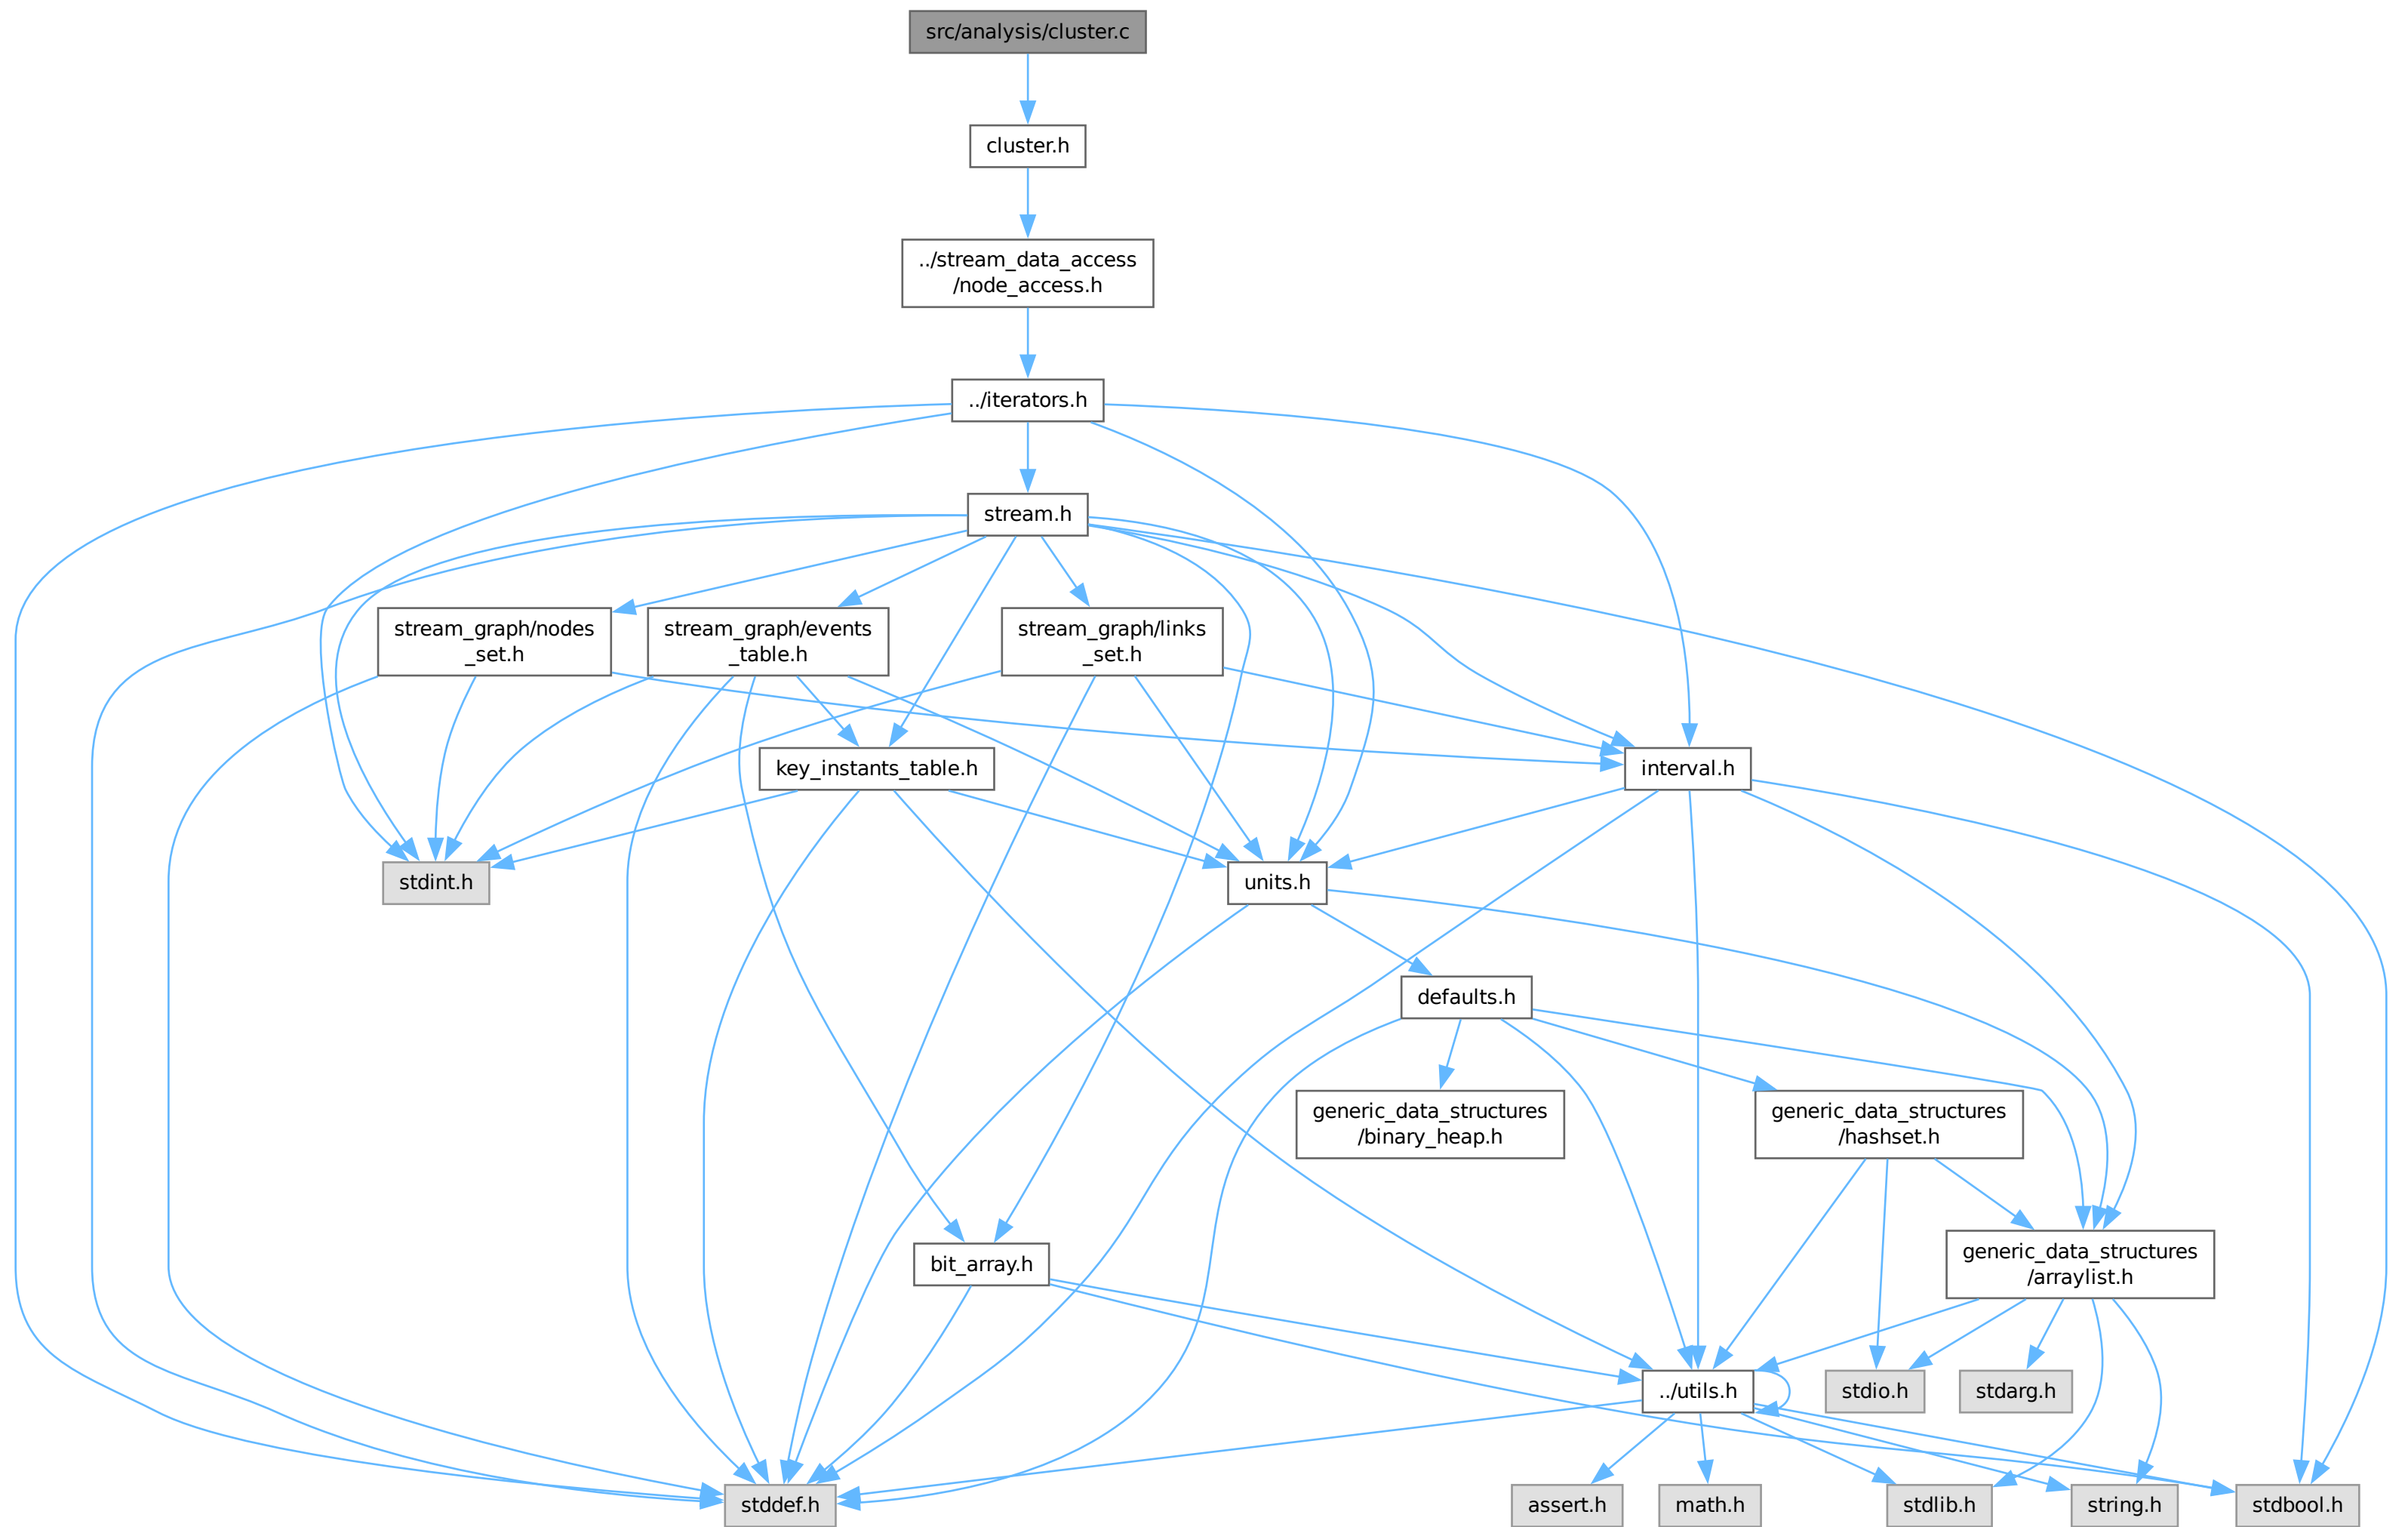 src/analysis/cluster.c
cluster.h
../stream_data_access
/node_access.h
../iterators.h
stream.h
stream_graph/nodes
_set.h
stream_graph/events
_table.h
stream_graph/links
_set.h
key_instants_table.h
interval.h
stdint.h
units.h
defaults.h
generic_data_structures
/binary_heap.h
generic_data_structures
/hashset.h
bit_array.h
generic_data_structures
/arraylist.h
../utils.h
stdio.h
stdarg.h
stddef.h
assert.h
math.h
stdlib.h
string.h
stdbool.h